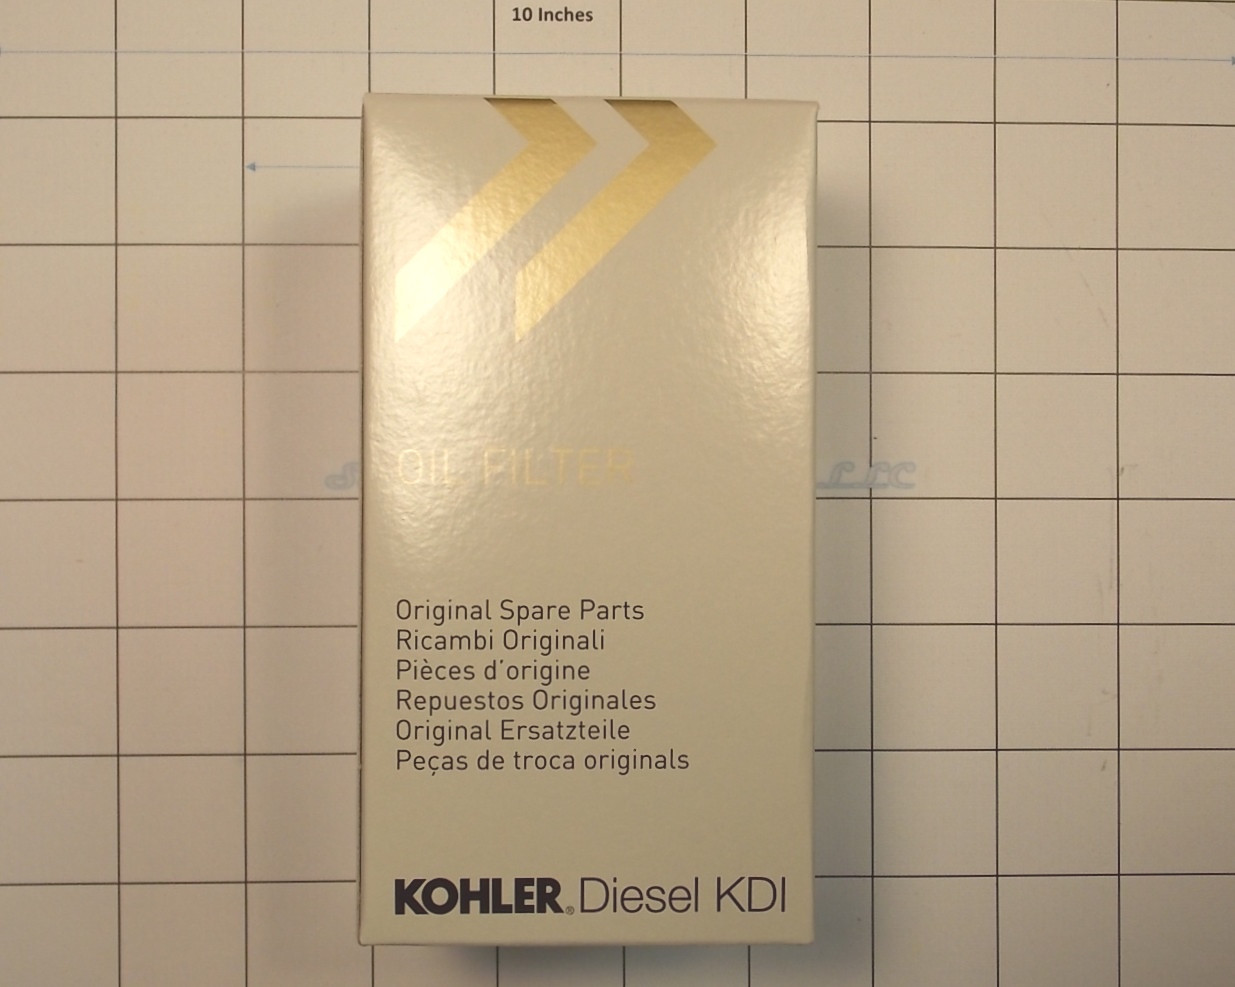 10 Inches
OIL FILTER
LLC
Original Spare Parts
Ricambi Originali
Pièces d'origine
Repuestos Originales
Original Ersatzteile
Peças de troca originals
KOHLER® Diesel KDI